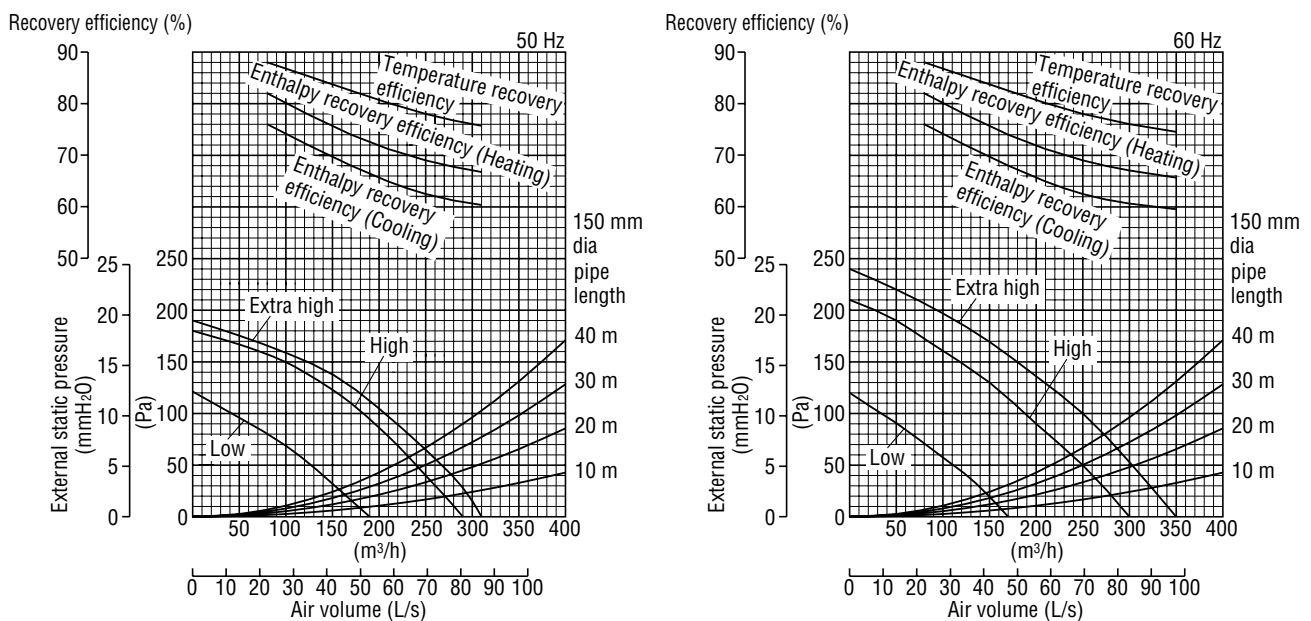 Recovery efficiency (%)
50 Hz
90
80
70
60
50
Temperature recovery
efficiency
Enthalpy recovery efficiency (Heating)
Enthalpy recovery
efficiency (Cooling)
150 mm
dia
pipe
length
40 m
30 m
20 m
10 m
25
20
15
10
5
0
External static pressure
(mmH₂O)
250
200
150
100
50
0
(Pa)
Extra high
High
Low
50 100 150 200 250 300 350 400
(m³/h)
0 10 20 30 40 50 60 70 80 90 100
Air volume (L/s)
Recovery efficiency (%)
60 Hz
90
80
70
60
50
Temperature recovery
efficiency
Enthalpy recovery efficiency (Heating)
Enthalpy recovery
efficiency (Cooling)
150 mm
dia
pipe
length
40 m
30 m
20 m
10 m
25
20
15
10
5
0
External static pressure
(mmH₂O)
250
200
150
100
50
0
(Pa)
Extra high
High
Low
50 100 150 200 250 300 350 400
(m³/h)
0 10 20 30 40 50 60 70 80 90 100
Air volume (L/s)